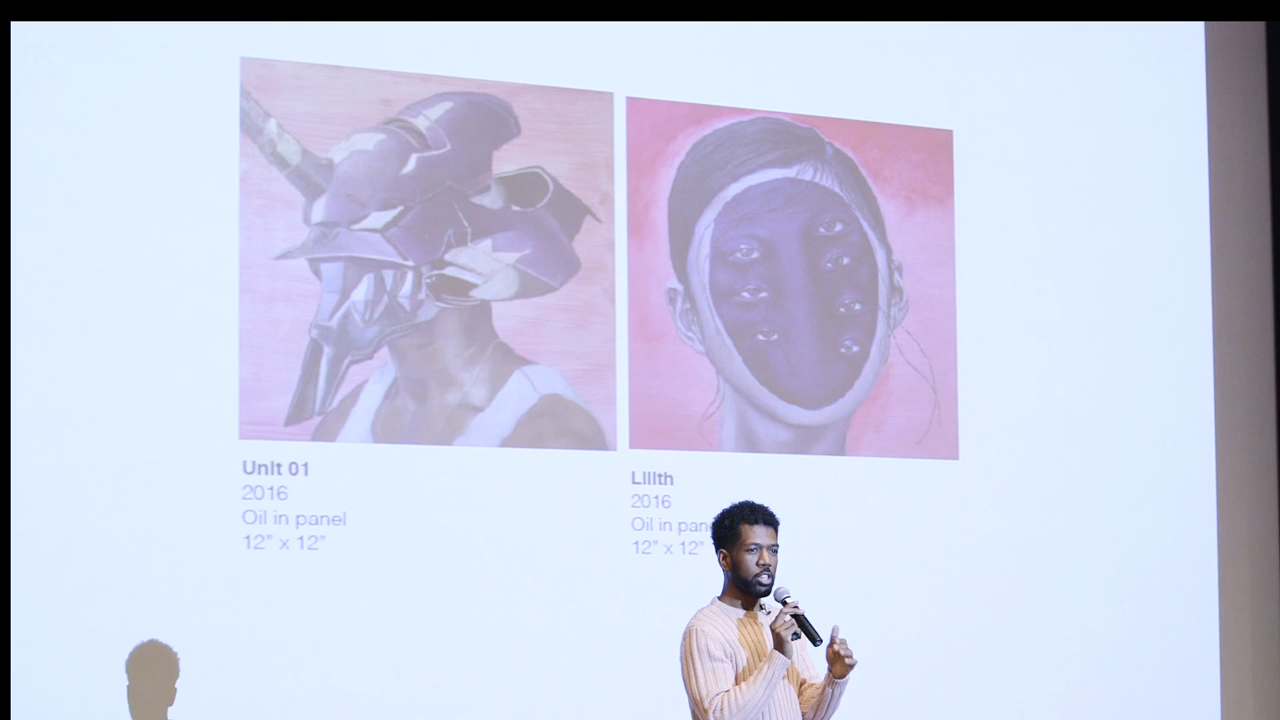 Unit 01
2016
Oil in panel
12” x 12”
Lilith
2016
Oil in pan
12” x 12”